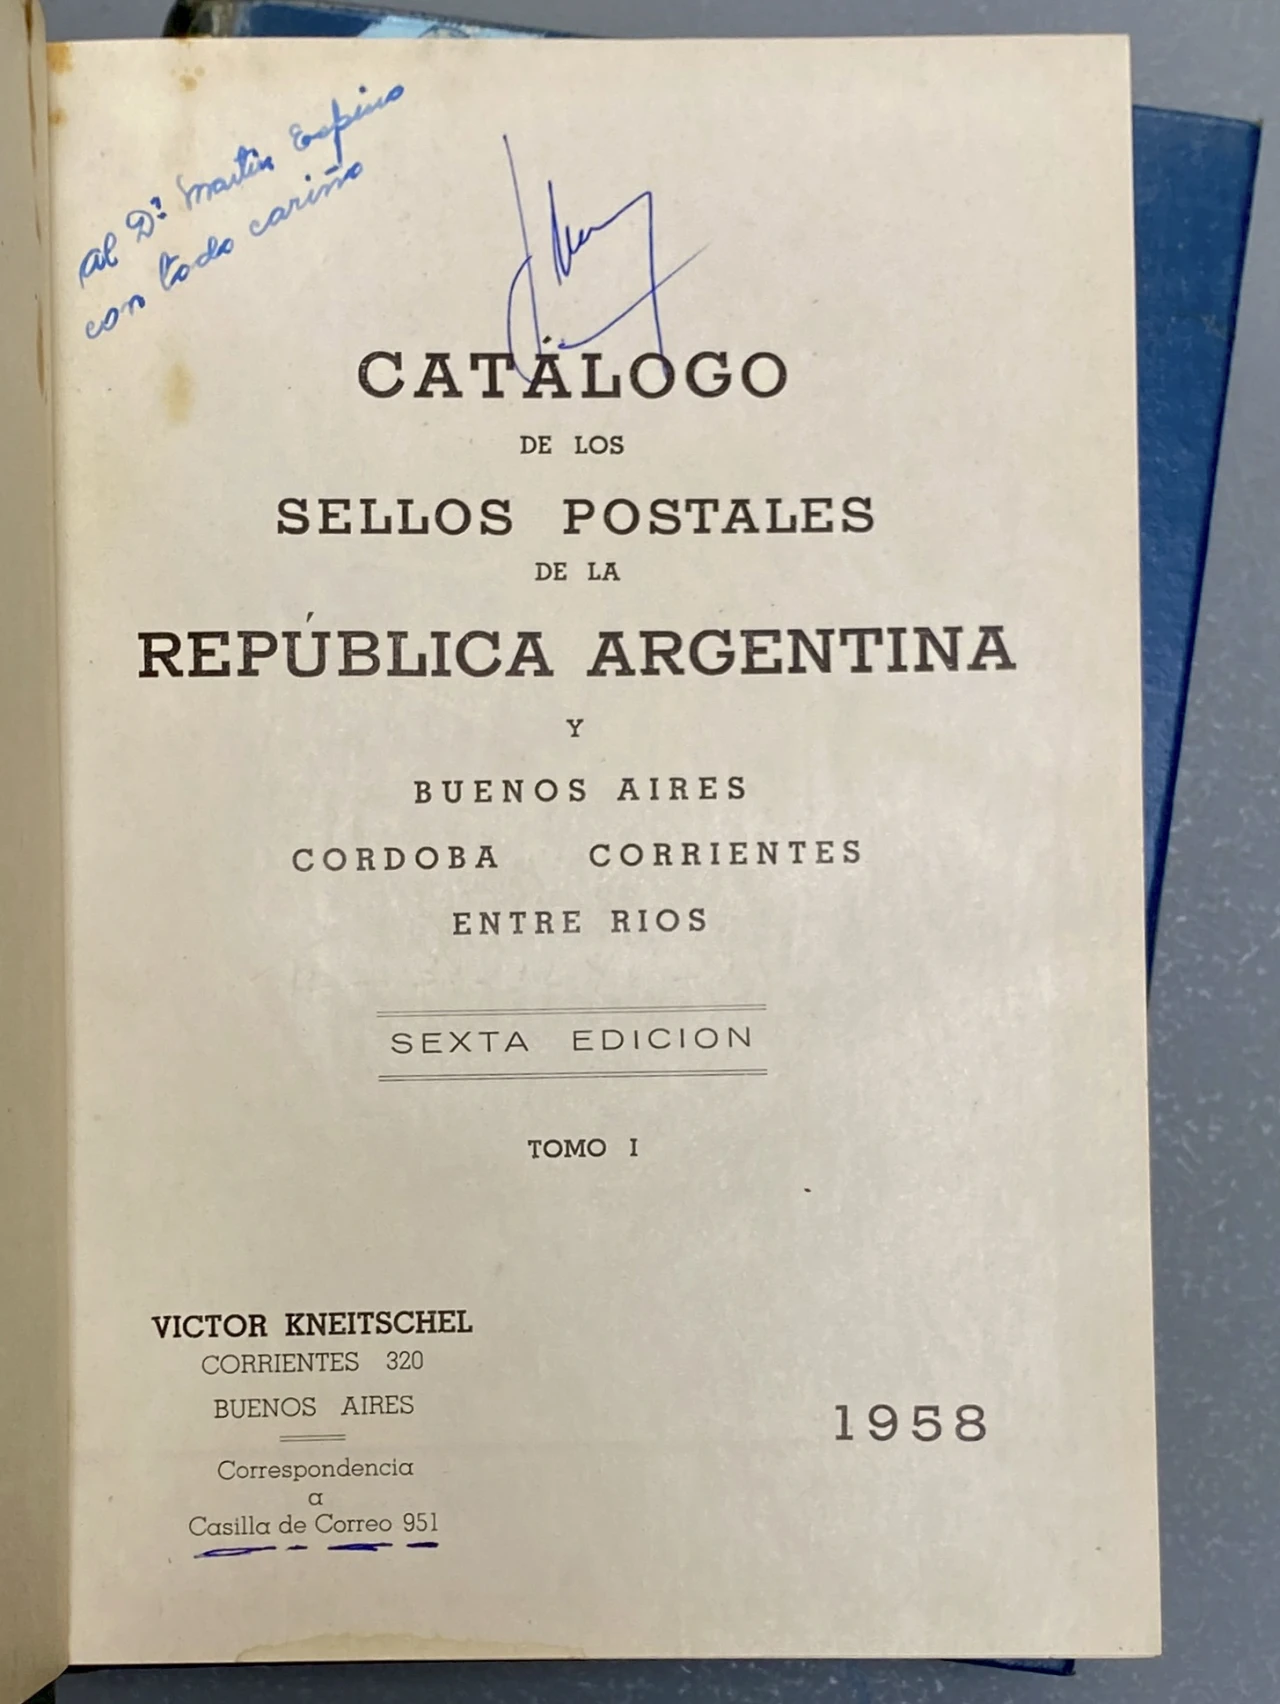 al Dr. Martin Espino
con todo cariño
CATÁLOGO
DE LOS
SELLOS POSTALES
DE LA
REPÚBLICA ARGENTINA
Y
BUENOS AIRES
CORDOBA CORRIENTES
ENTRE RIOS
SEXTA EDICION
TOMO I
VICTOR KNEITSCHEL
CORRIENTES 320
BUENOS AIRES
Correspondencia
a
Casilla de Correo 951
1958